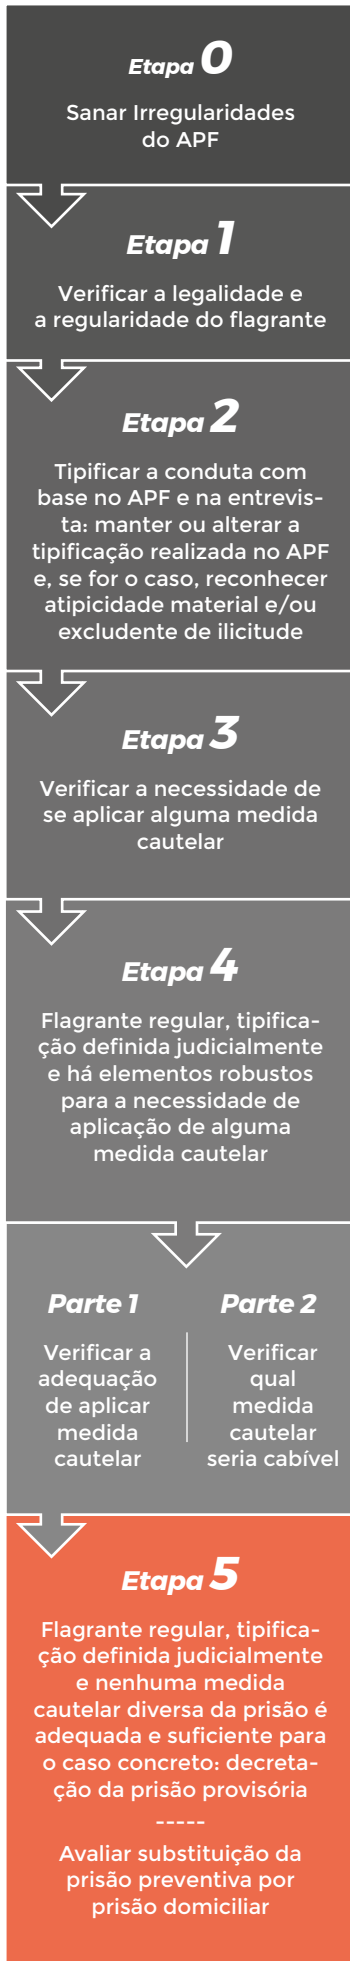 Etapa 0
Sanar Irregularidades
do APF
Etapa 1
Verificar a legalidade e
a regularidade do flagrante
Etapa 2
Tipificar a conduta com
base no APF e na entrevis-
ta: manter ou alterar a
tipificação realizada no APF
e, se for o caso, reconhecer
atipicidade material e/ou
excludente de ilicitude
Etapa 3
Verificar a necessidade de
se aplicar alguma medida
cautelar
Etapa 4
Flagrante regular, tipifica-
ção definida judicialmente
e há elementos robustos
para a necessidade de
aplicação de alguma
medida cautelar
Parte 1
Verificar a
adequação
de aplicar
medida
cautelar
Parte 2
Verificar
qual
medida
cautelar
seria cabível
Etapa 5
Flagrante regular, tipifica-
ção definida judicialmente
e nenhuma medida
cautelar diversa da prisão é
adequada e suficiente para
o caso concreto: decreta-
ção da prisão provisória
-----
Avaliar substituição da
prisão preventiva por
prisão domiciliar